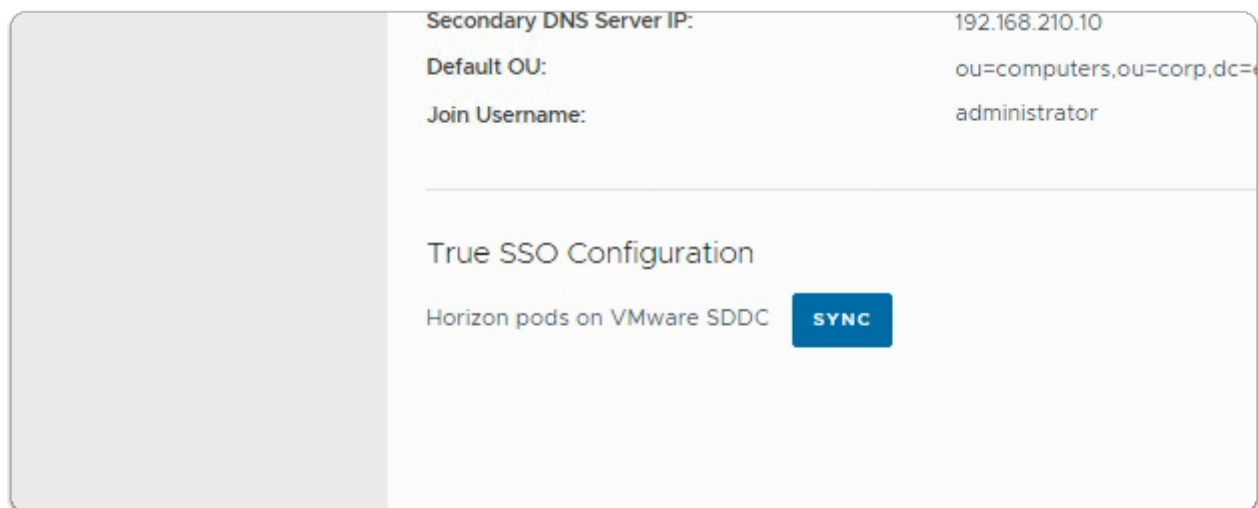 Secondary DNS Server IP: 192.168.210.10
Default OU: ou=computers,ou=corp,dc=
Join Username: administrator
True SSO Configuration
Horizon pods on VMware SDDC SYNC